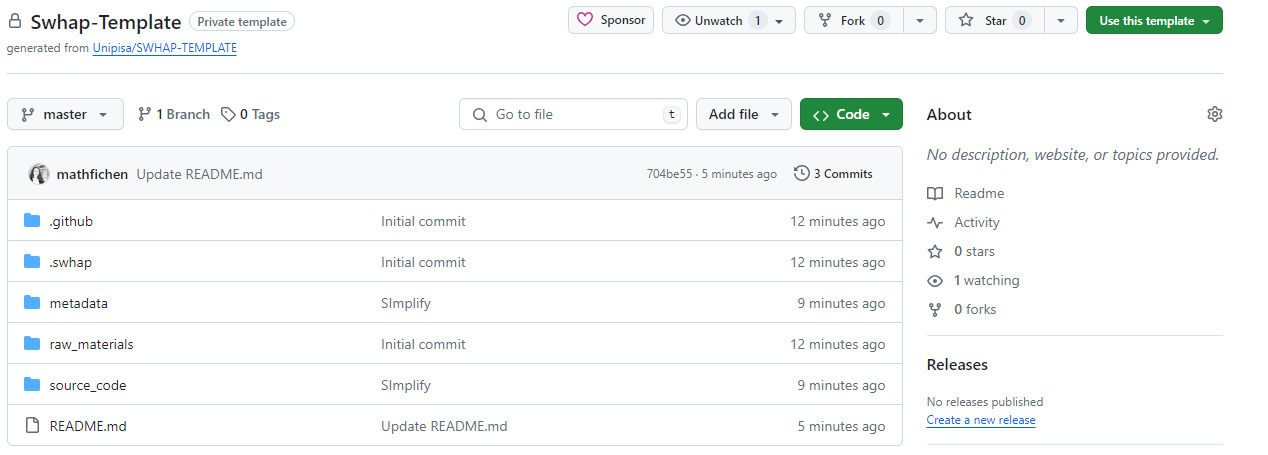 Swhap-Template Private template Sponsor Unwatch 1 Fork 0 Star 0 Use this template
generated from Unipisa/SWHAP-TEMPLATE
master 1 Branch 0 Tags Go to file t Add file Code
About
No description, website, or topics provided.
mathfichen Update README.md 704be55 · 5 minutes ago 3 Commits
.github Initial commit 12 minutes ago
.swhap Initial commit 12 minutes ago
metadata SImplify 9 minutes ago
raw_materials Initial commit 12 minutes ago
source_code SImplify 9 minutes ago
README.md Update README.md 5 minutes ago
Readme
Activity
0 stars
1 watching
0 forks
Releases
No releases published
Create a new release